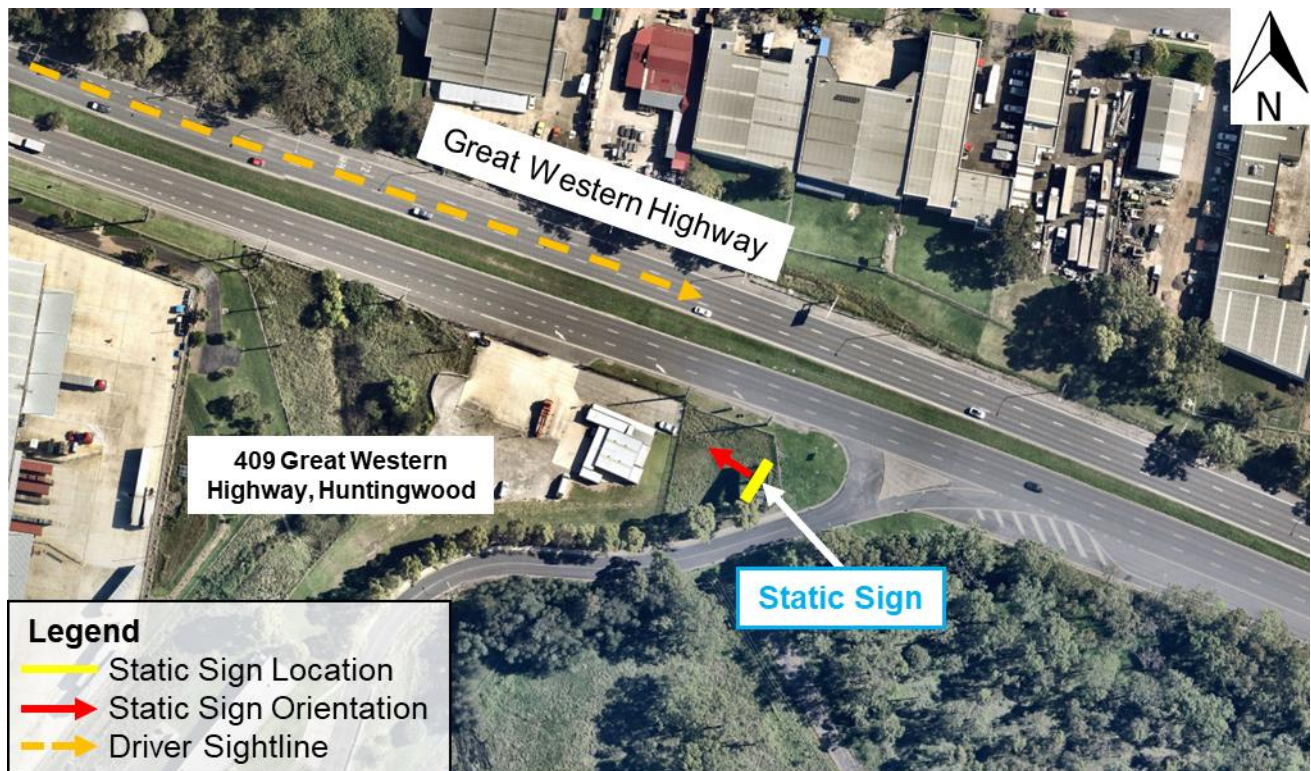 N
Great Western Highway
409 Great Western
Highway, Huntingwood
Static Sign
Legend
Static Sign Location
Static Sign Orientation
Driver Sightline